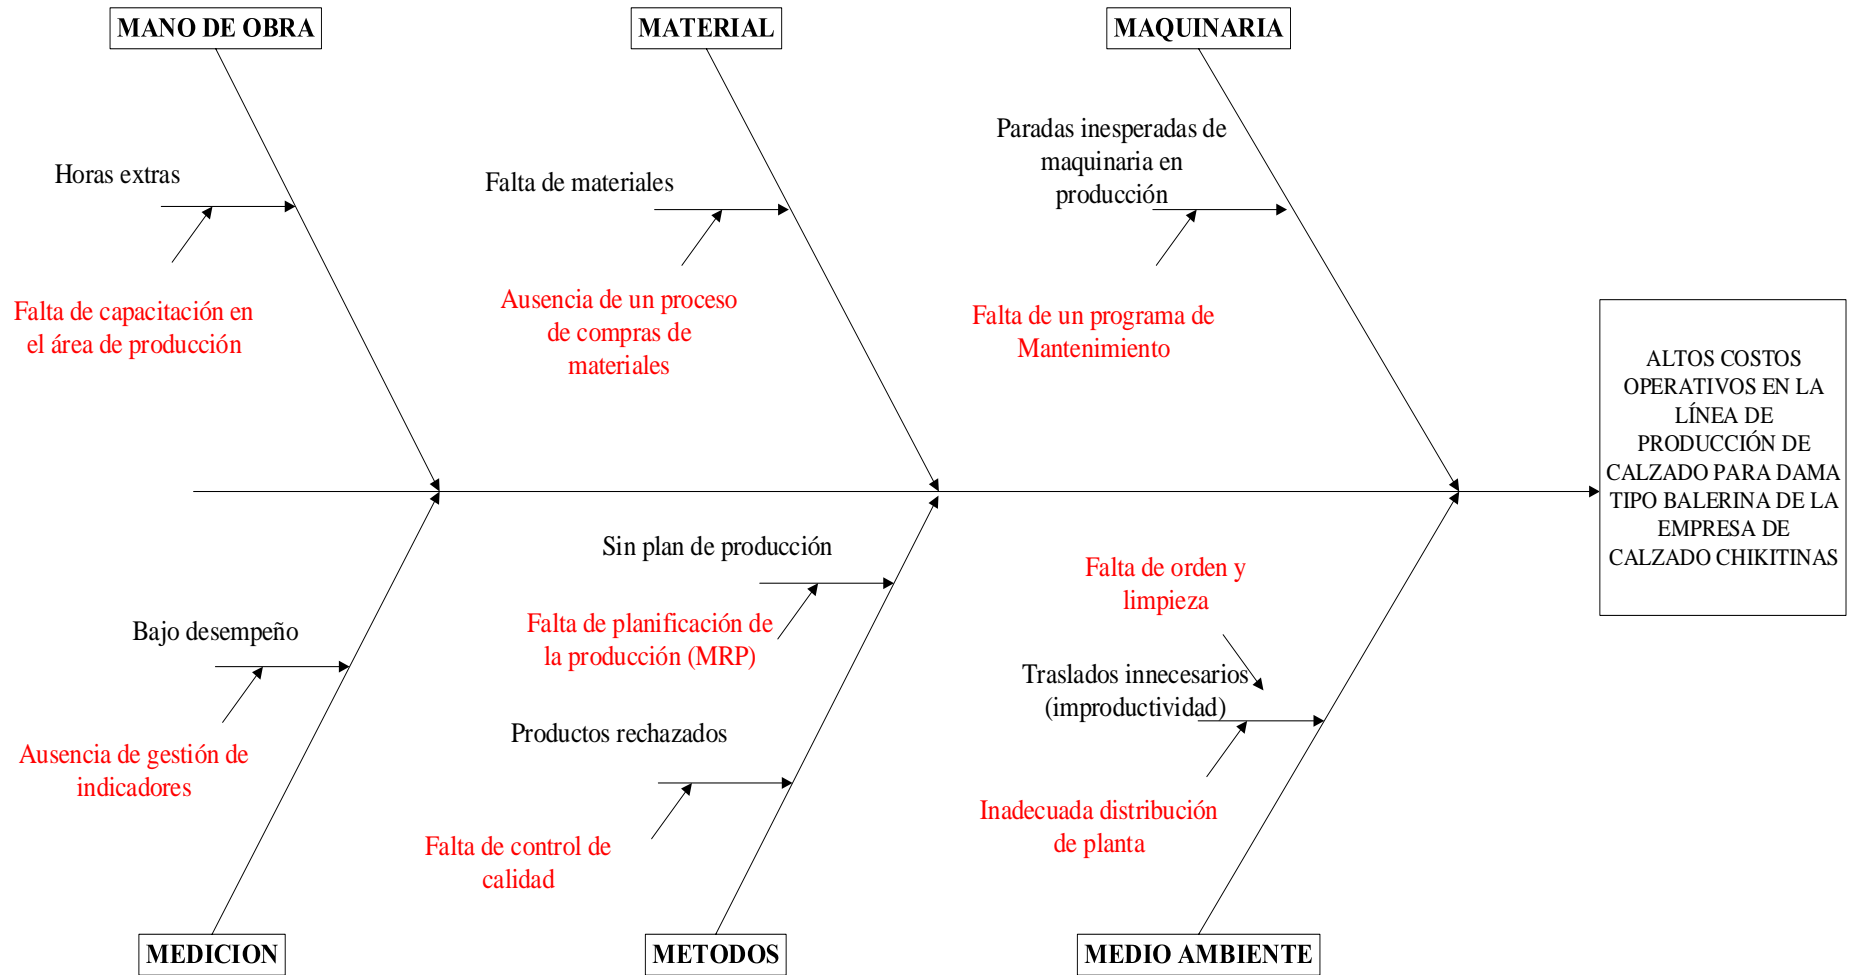 MANO DE OBRA
MATERIAL
MAQUINARIA
Horas extras
Falta de capacitación en
el área de producción
Falta de materiales
Ausencia de un proceso
de compras de
materiales
Paradas inesperadas de
maquinaria en
producción
Falta de un programa de
Mantenimiento
ALTOS COSTOS
OPERATIVOS EN LA
LÍNEA DE
PRODUCCIÓN DE
CALZADO PARA DAMA
TIPO BALERINA DE LA
EMPRESA DE
CALZADO CHIKITINAS
Bajo desempeño
Ausencia de gestión de
indicadores
Sin plan de producción
Falta de planificación de
la producción (MRP)
Productos rechazados
Falta de control de
calidad
Falta de orden y
limpieza
Traslados innecesarios
(improductividad)
Inadecuada distribución
de planta
MEDICION
METODOS
MEDIO AMBIENTE